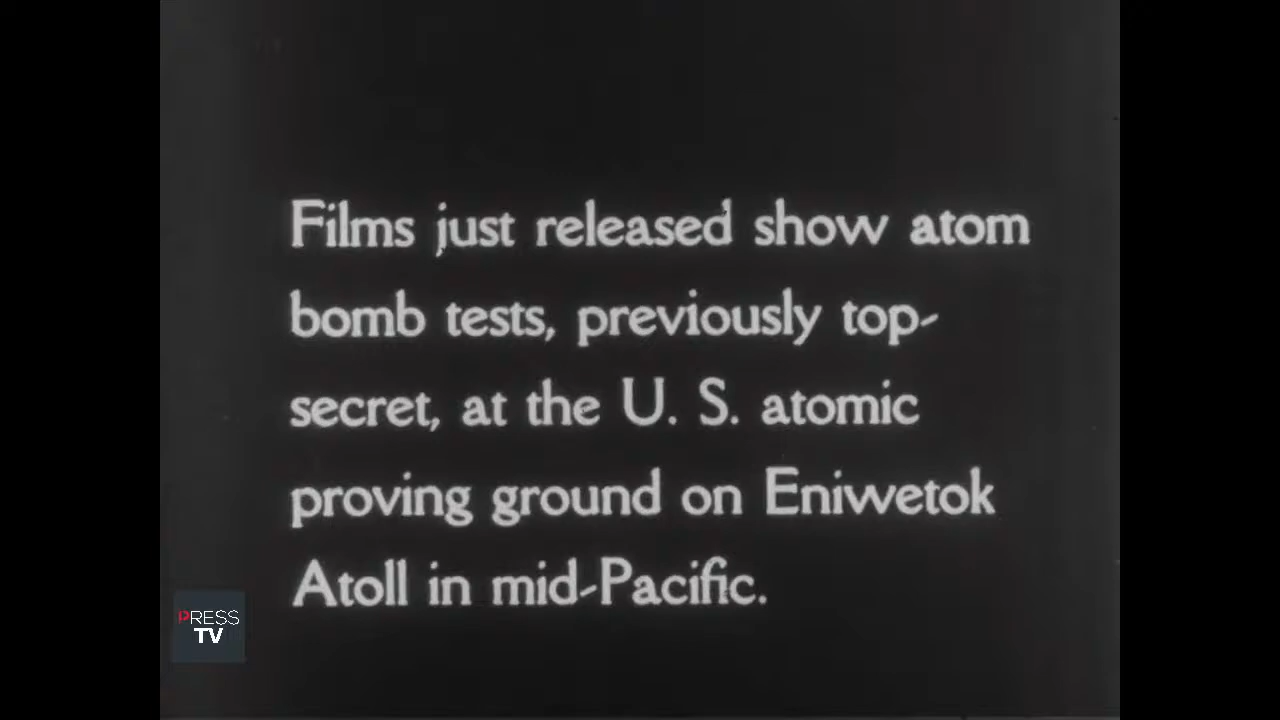 Films just released show atom
bomb tests, previously top-
secret, at the U. S. atomic
proving ground on Eniwetok
Atoll in mid-Pacific.
PRESS
TV